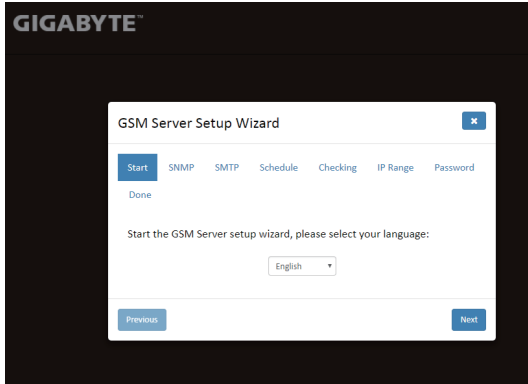 GIGABYTE™
GSM Server Setup Wizard
×
Start SNMP SMTP Schedule Checking IP Range Password
Done
Start the GSM Server setup wizard, please select your language:
English
Previous Next